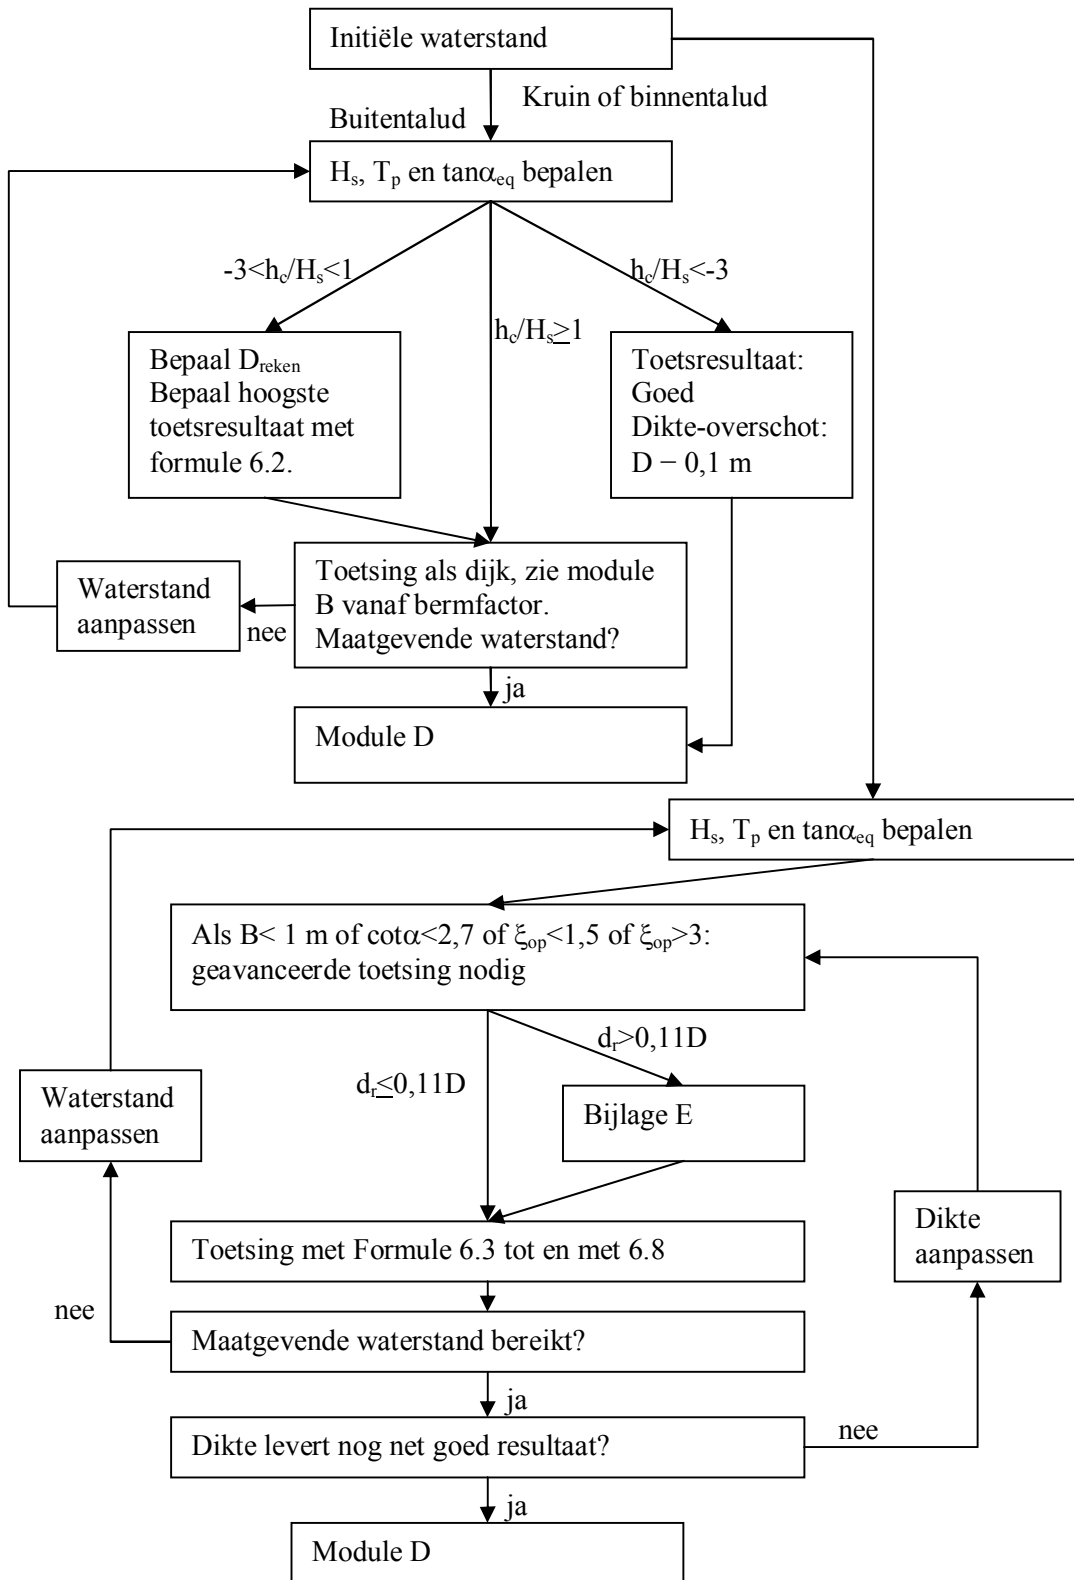 Initiële waterstand
Kruin of binnentalud
Buitentalud
Hs, Tp en tanαeq bepalen
-3<hc/Hs<1
hc/Hs<-3
hc/Hs≥1
Bepaal Dreken
Bepaal hoogste
toetsresultaat met
formule 6.2.
Toetsresultaat:
Goed
Dikte-overschot:
D − 0,1 m
Toetsing als dijk, zie module
B vanaf bermfactor.
Maatgevende waterstand?
Waterstand
aanpassen
nee
ja
Module D
Hs, Tp en tanαeq bepalen
Als B< 1 m of cotα<2,7 of ξop<1,5 of ξop>3:
geavanceerde toetsing nodig
dr>0,11D
dr≤0,11D
Waterstand
aanpassen
Bijlage E
Dikte
aanpassen
Toetsing met Formule 6.3 tot en met 6.8
nee
Maatgevende waterstand bereikt?
ja
Dikte levert nog net goed resultaat?
nee
ja
Module D